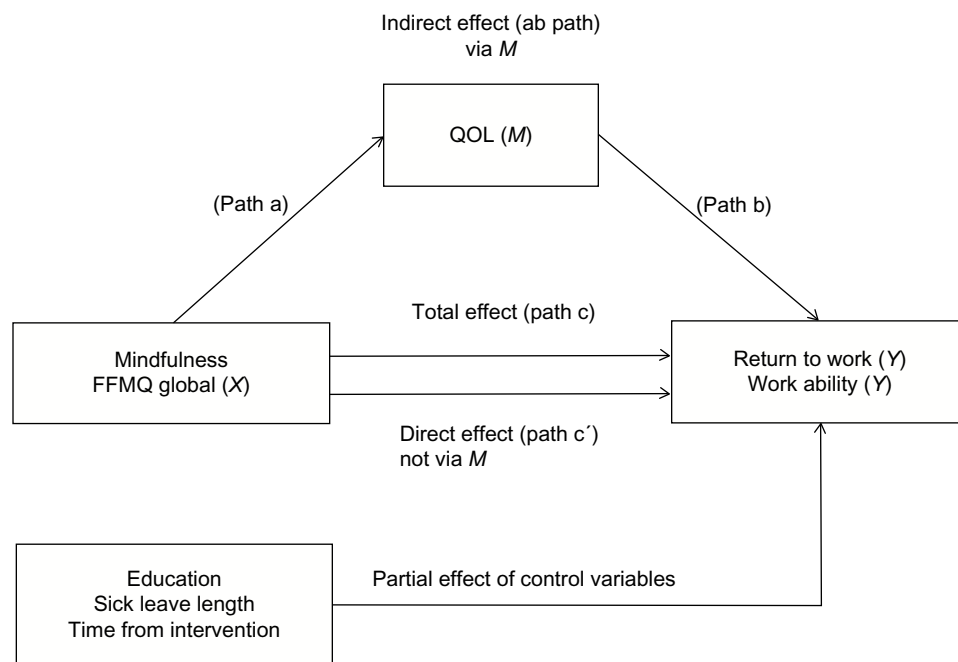 Indirect effect (ab path)
via M
QOL (M)
(Path a)
(Path b)
Total effect (path c)
Mindfulness
FFMQ global (X)
Return to work (Y)
Work ability (Y)
Direct effect (path c´)
not via M
Education
Sick leave length
Time from intervention
Partial effect of control variables